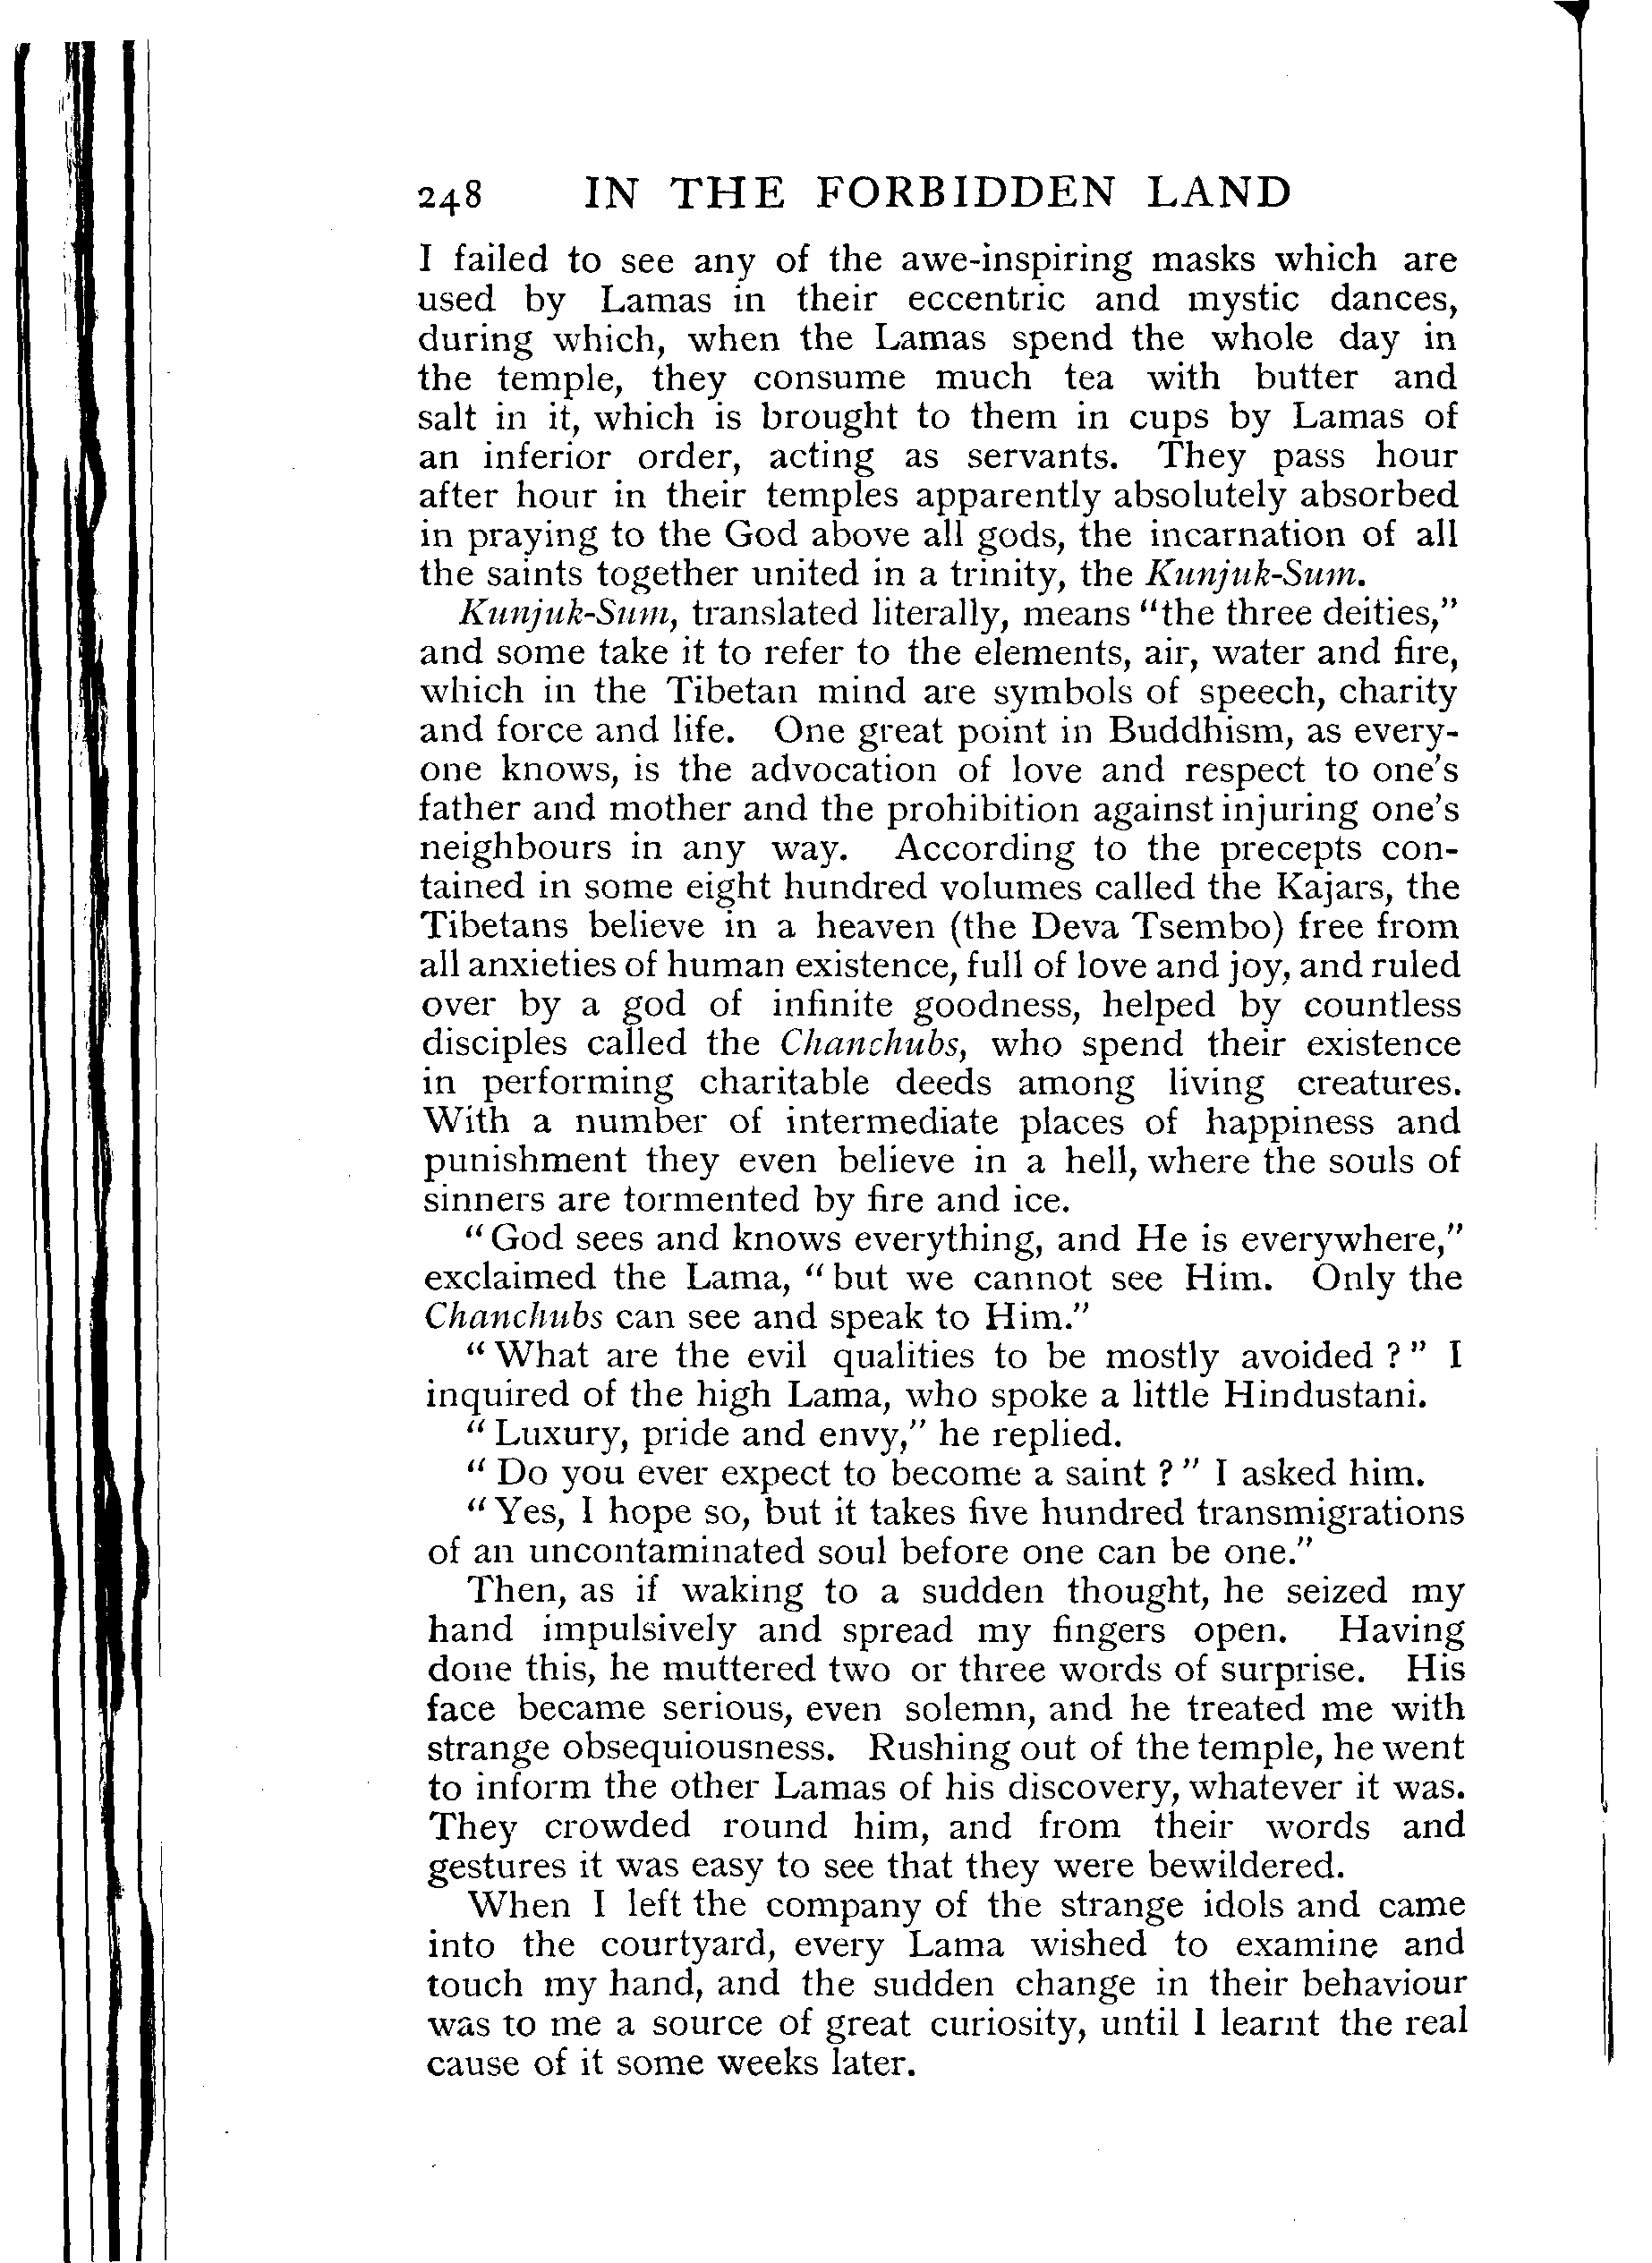 248 IN THE FORBIDDEN LAND
I failed to see any of the awe-inspiring masks which are
used by Lamas in their eccentric and mystic dances,
during which, when the Lamas spend the whole day in
the temple, they consume much tea with butter and
salt in it, which is brought to them in cups by Lamas of
an inferior order, acting as servants. They pass hour
after hour in their temples apparently absolutely absorbed
in praying to the God above all gods, the incarnation of all
the saints together united in a trinity, the Kunjuk-Sum.
Kunjuk-Sum, translated literally, means "the three deities,"
and some take it to refer to the elements, air, water and fire,
which in the Tibetan mind are symbols of speech, charity
and force and life. One great point in Buddhism, as every-
one knows, is the advocation of love and respect to one's
father and mother and the prohibition against injuring one's
neighbours in any way. According to the precepts con-
tained in some eight hundred volumes called the Kajars, the
Tibetans believe in a heaven (the Deva Tsembo) free from
all anxieties of human existence, full of love and joy, and ruled
over by a god of infinite goodness, helped by countless
disciples called the Chanchubs, who spend their existence
in performing charitable deeds among living creatures.
With a number of intermediate places of happiness and
punishment they even believe in a hell, where the souls of
sinners are tormented by fire and ice.
"God sees and knows everything, and He is everywhere,"
exclaimed the Lama, "but we cannot see Him. Only the
Chanchubs can see and speak to Him."
"What are the evil qualities to be mostly avoided ?" I
inquired of the high Lama, who spoke a little Hindustani.
"Luxury, pride and envy," he replied.
"Do you ever expect to become a saint ?" I asked him.
"Yes, I hope so, but it takes five hundred transmigrations
of an uncontaminated soul before one can be one."
Then, as if waking to a sudden thought, he seized my
hand impulsively and spread my fingers open. Having
done this, he muttered two or three words of surprise. His
face became serious, even solemn, and he treated me with
strange obsequiousness. Rushing out of the temple, he went
to inform the other Lamas of his discovery, whatever it was.
They crowded round him, and from their words and
gestures it was easy to see that they were bewildered.
When I left the company of the strange idols and came
into the courtyard, every Lama wished to examine and
touch my hand, and the sudden change in their behaviour
was to me a source of great curiosity, until I learnt the real
cause of it some weeks later.